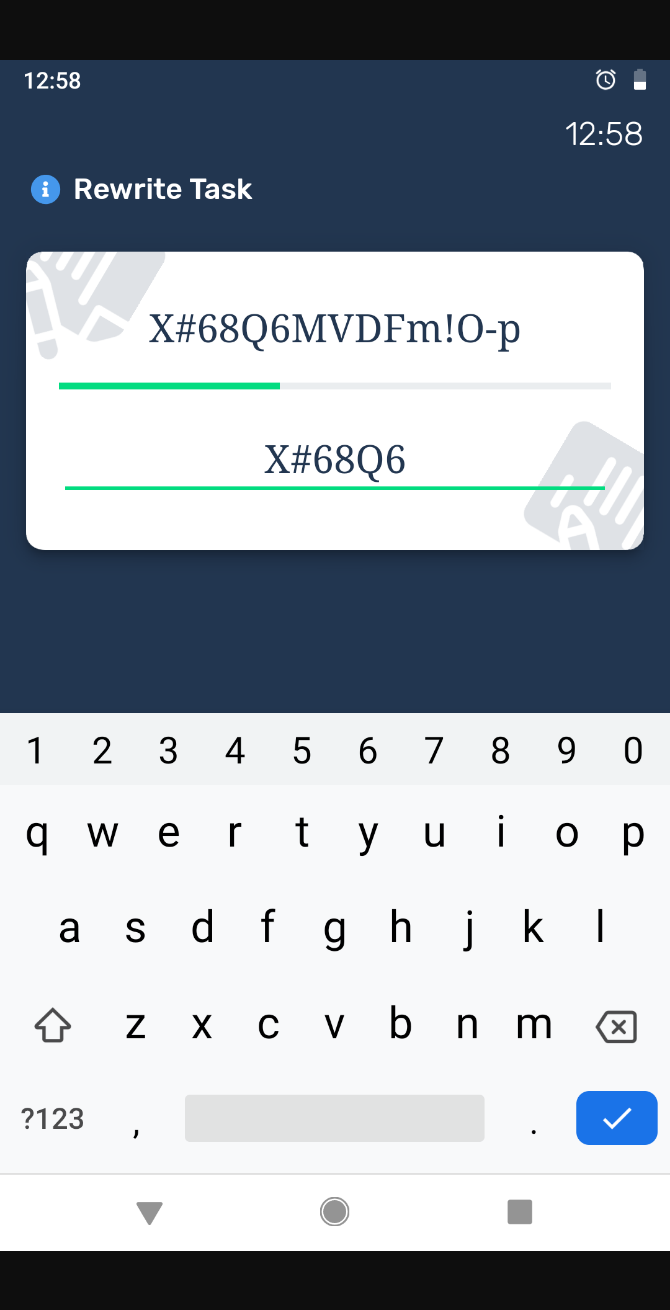 12:58
12:58
Rewrite Task
X#68Q6MVDFm!O-p
X#68Q6
1 2 3 4 5 6 7 8 9 0
q w e r t y u i o p
a s d f g h j k l
z x c v b n m
?123 , .